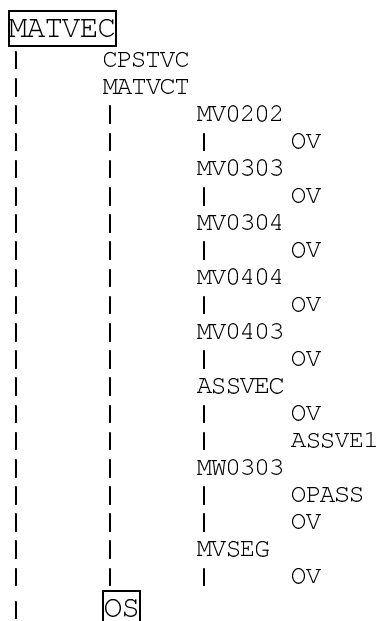 MATVEC
| CPSTVC
| MATVCT
| | MV0202
| | | OV
| | MV0303
| | | OV
| | MV0304
| | | OV
| | MV0404
| | | OV
| | MV0403
| | | OV
| | ASSVEC
| | | OV
| | | ASSVE1
| | MW0303
| | | OPASS
| | | OV
| | MVSEG
| | | OV
| OS